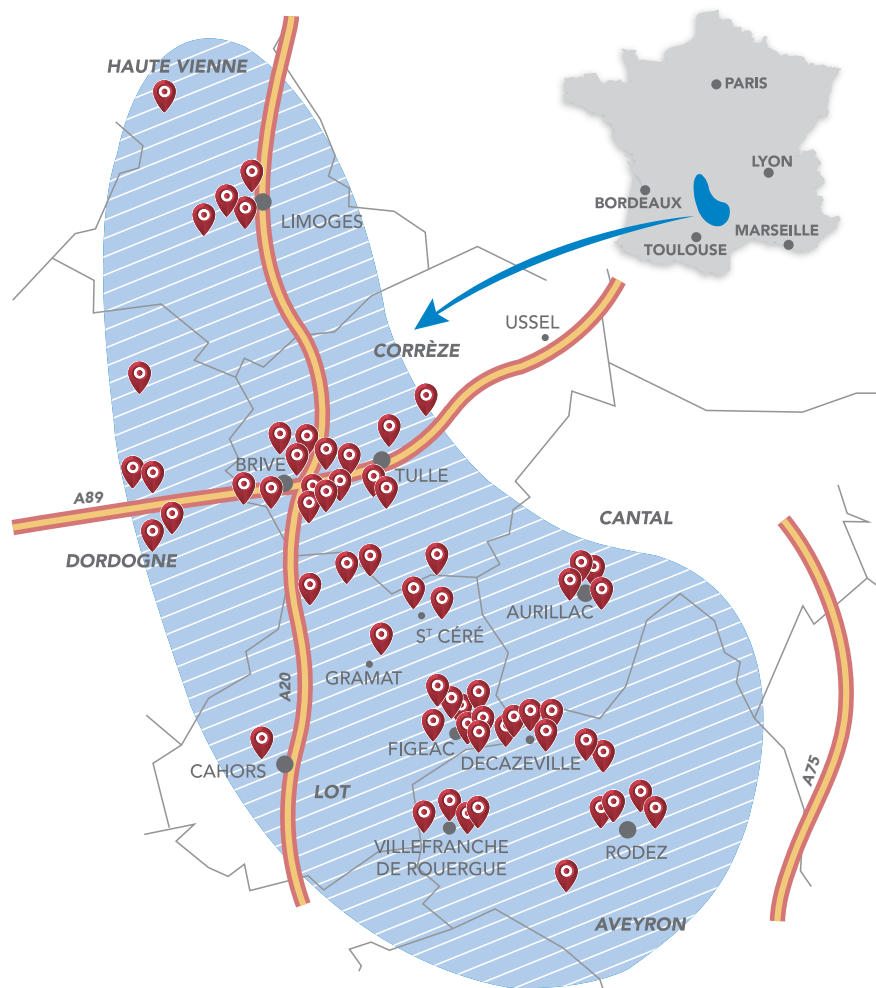 HAUTE VIENNE
PARIS
LYON
BORDEAUX
MARSEILLE
TOULOUSE
LIMOGES
USSEL
CORRÈZE
BRIVE
TULLE
A89
CANTAL
DORDOGNE
AURILLAC
ST CÉRÉ
GRAMAT
A20
FIGEAC
DECAZEVILLE
CAHORS
A75
LOT
VILLEFRANCHE
DE ROUERGUE
RODEZ
AVEYRON